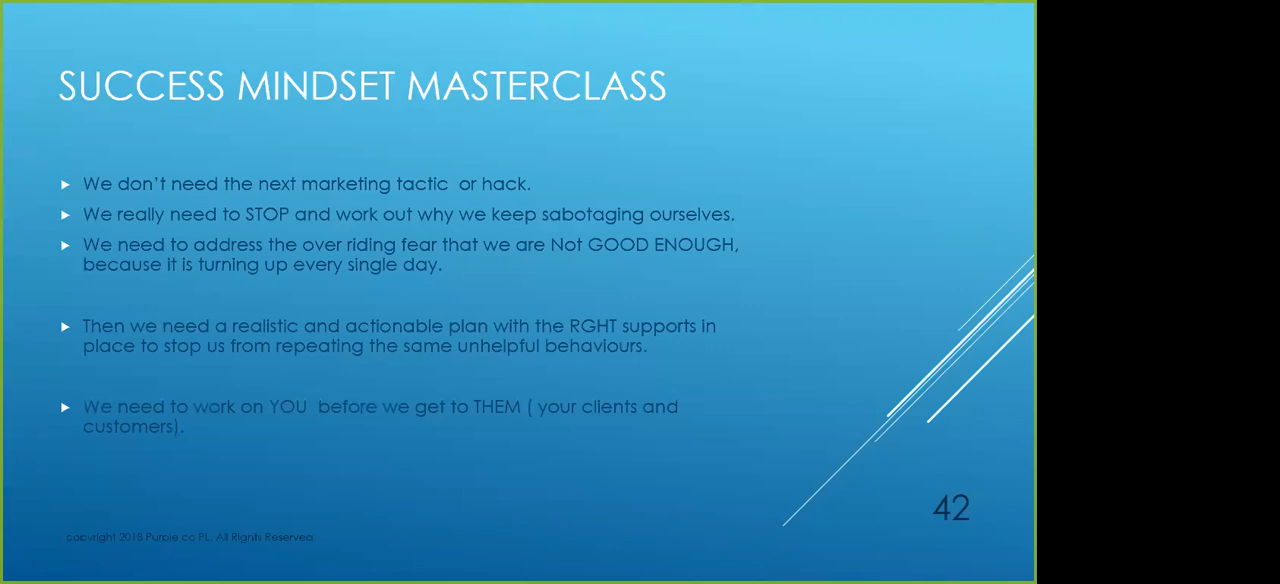 SUCCESS MINDSET MASTERCLASS
We don't need the next marketing tactic or hack.
We really need to STOP and work out why we keep sabotaging ourselves.
We need to address the over riding fear that we are Not GOOD ENOUGH,
because it is turning up every single day.
Then we need a realistic and actionable plan with the RGHT supports in
place to stop us from repeating the same unhelpful behaviours.
We need to work on YOU before we get to THEM ( your clients and
customers).
42
copyright 2018 Purple co PL. All Rights Reserved